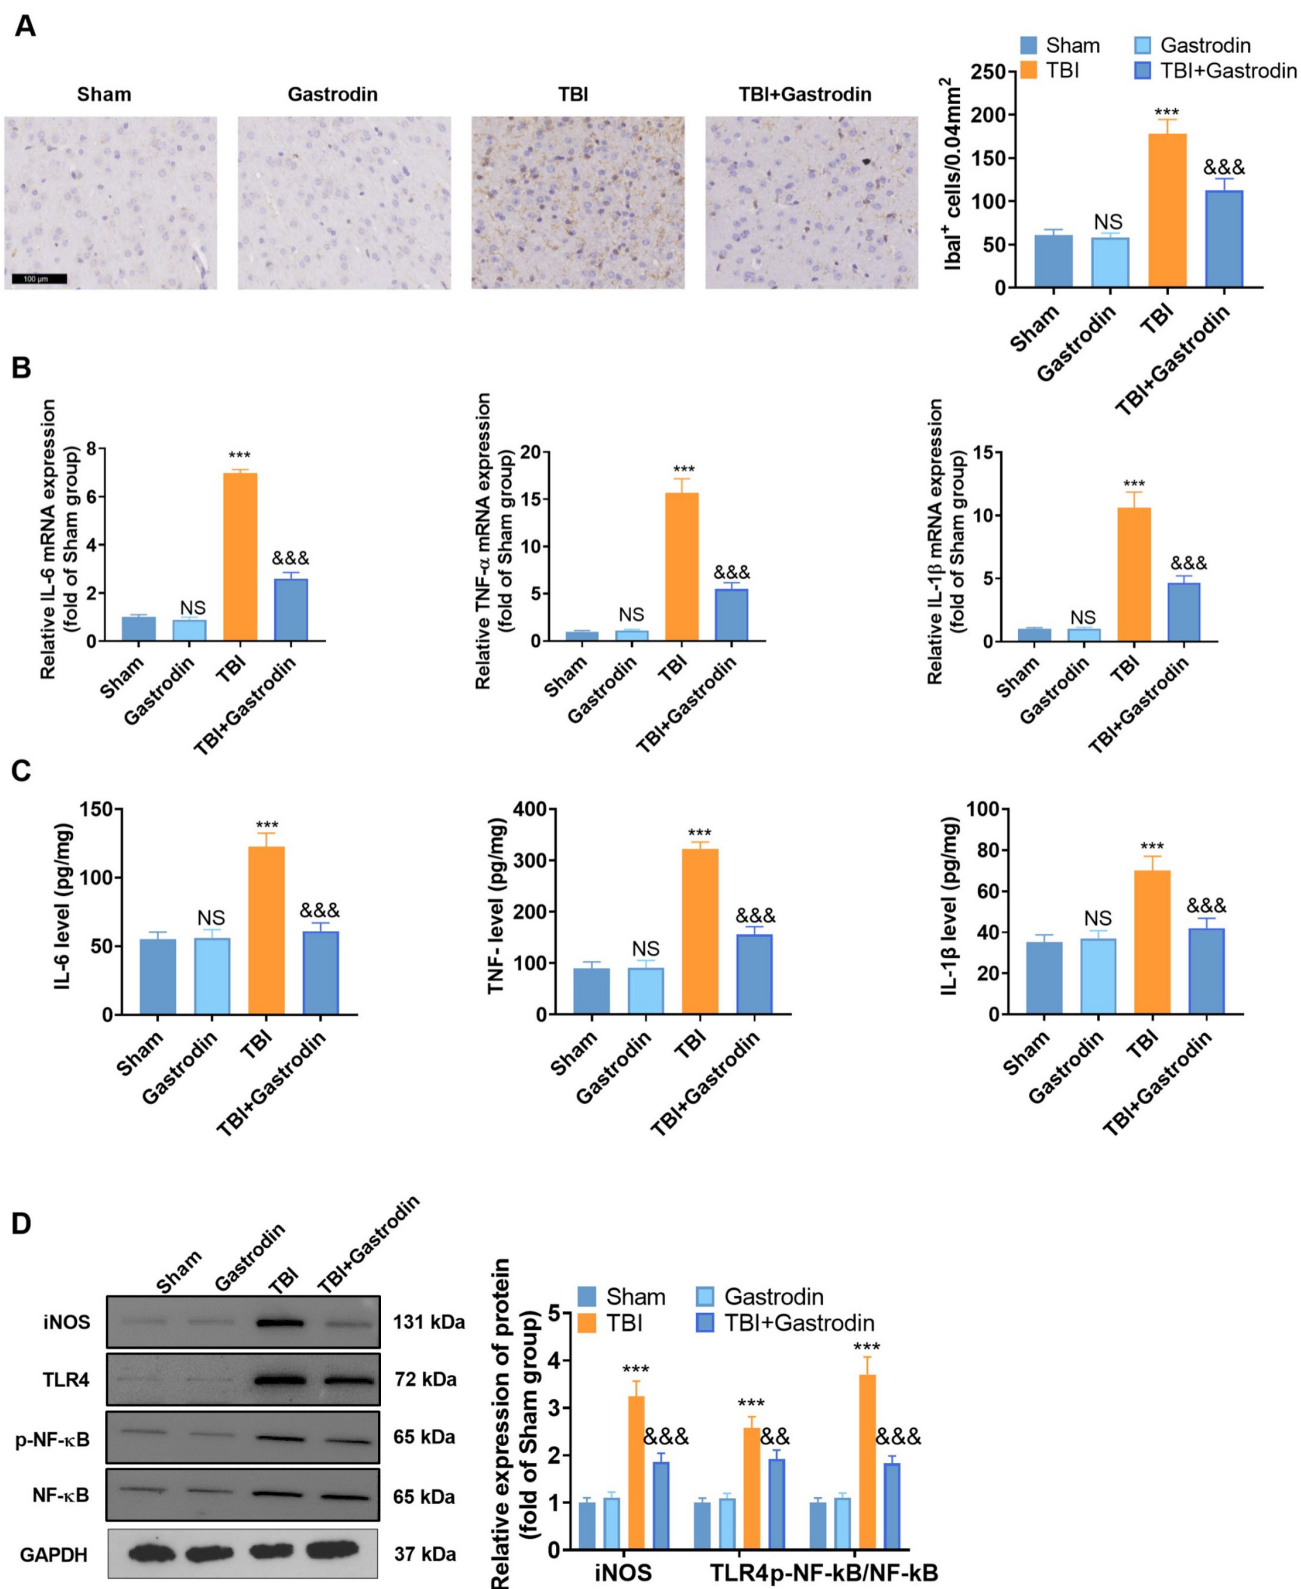 A
Sham
Gastrodin
TBI
TBI+Gastrodin
100 µm
Sham
Gastrodin
TBI
TBI+Gastrodin
Ibal+ cells/0.04mm2
250
200
150
100
50
0
NS
***
&&&
Sham
Gastrodin
TBI
TBI+Gastrodin
B
Relative IL-6 mRNA expression
(fold of Sham group)
8
6
4
2
0
NS
***
&&&
Sham
Gastrodin
TBI
TBI+Gastrodin
Relative TNF-α mRNA expression
(fold of Sham group)
20
15
10
5
0
NS
***
&&&
Sham
Gastrodin
TBI
TBI+Gastrodin
Relative IL-1β mRNA expression
(fold of Sham group)
15
10
5
0
NS
***
&&&
Sham
Gastrodin
TBI
TBI+Gastrodin
C
IL-6 level (pg/mg)
150
100
50
0
NS
***
&&&
Sham
Gastrodin
TBI
TBI+Gastrodin
TNF- level (pg/mg)
400
300
200
100
0
NS
***
&&&
Sham
Gastrodin
TBI
TBI+Gastrodin
IL-1β level (pg/mg)
100
80
60
40
20
0
NS
***
&&&
Sham
Gastrodin
TBI
TBI+Gastrodin
D
Sham
Gastrodin
TBI
TBI+Gastrodin
iNOS
131 kDa
TLR4
72 kDa
p-NF-κB
65 kDa
NF-κB
65 kDa
GAPDH
37 kDa
Relative expression of protein
(fold of Sham group)
Sham
Gastrodin
TBI
TBI+Gastrodin
5
4
3
2
1
0
***
&&&
***
&&
***
&&&
iNOS
TLR4
p-NF-kB/NF-kB